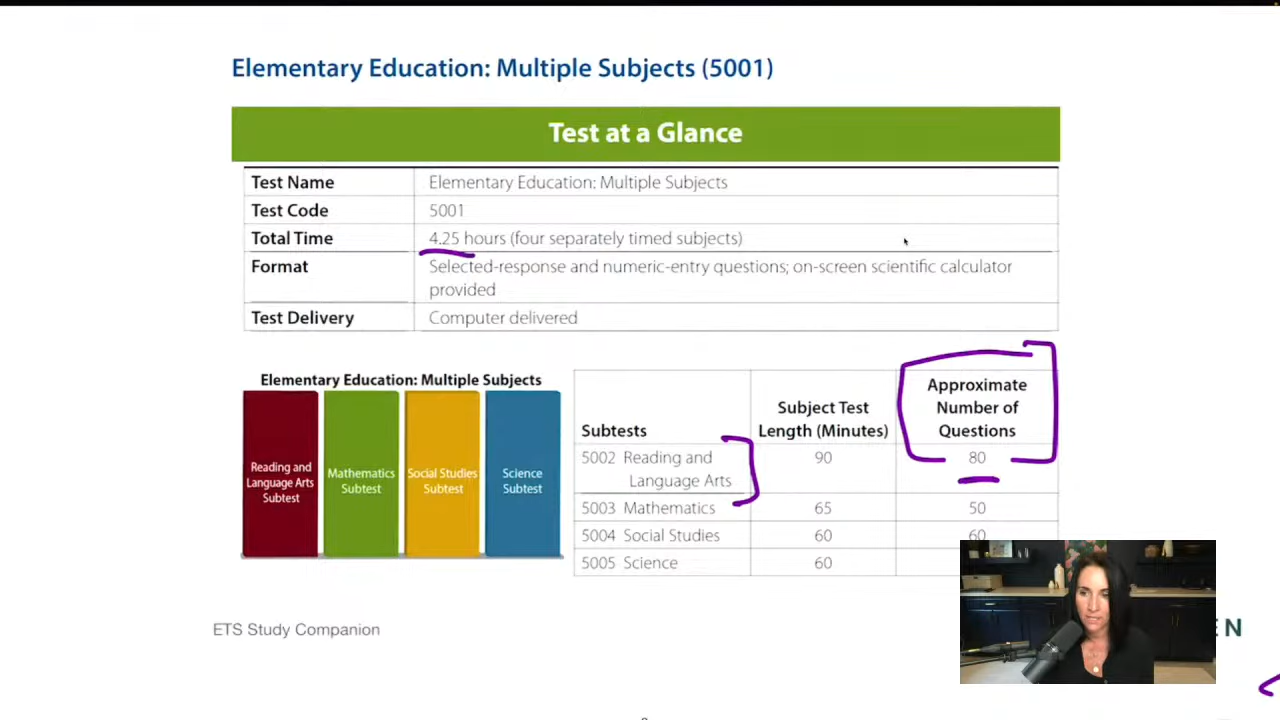 Elementary Education: Multiple Subjects (5001)
Test at a Glance
Test Name Elementary Education: Multiple Subjects
Test Code 5001
Total Time 4.25 hours (four separately timed subjects)
Format Selected-response and numeric-entry questions; on-screen scientific calculator
provided
Test Delivery Computer delivered
Elementary Education: Multiple Subjects
Reading and
Language Arts
Subtest
Mathematics
Subtest
Social Studies
Subtest
Science
Subtest
Subtests Subject Test Length (Minutes) Approximate Number of Questions
5002 Reading and 90 80
Language Arts
5003 Mathematics 65 50
5004 Social Studies 60 60
5005 Science 60
ETS Study Companion